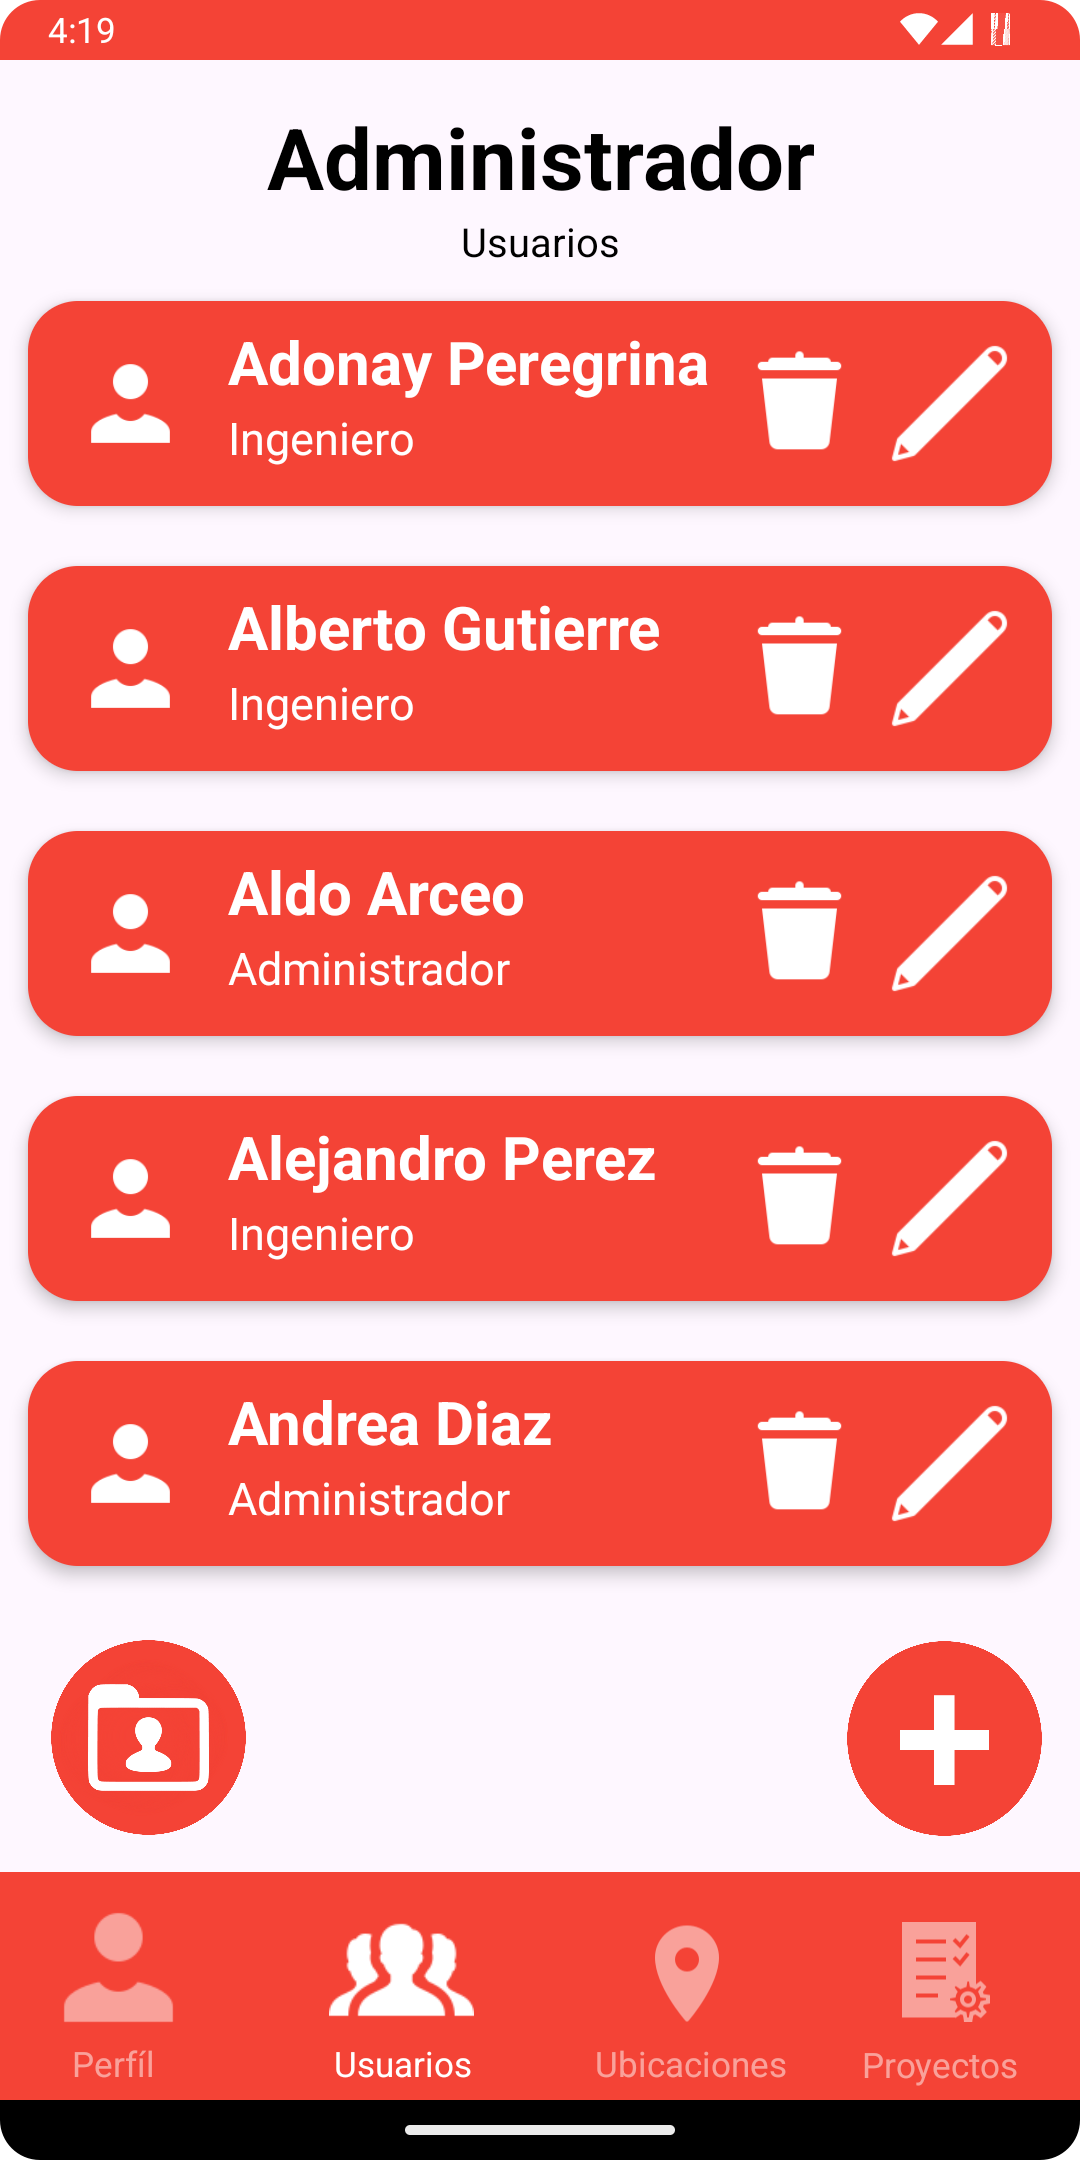 4:19
Administrador
Usuarios
Adonay Peregrina
Ingeniero
Alberto Gutierre
Ingeniero
Aldo Arceo
Administrador
Alejandro Perez
Ingeniero
Andrea Diaz
Administrador
Perfíl
Usuarios
Ubicaciones
Proyectos